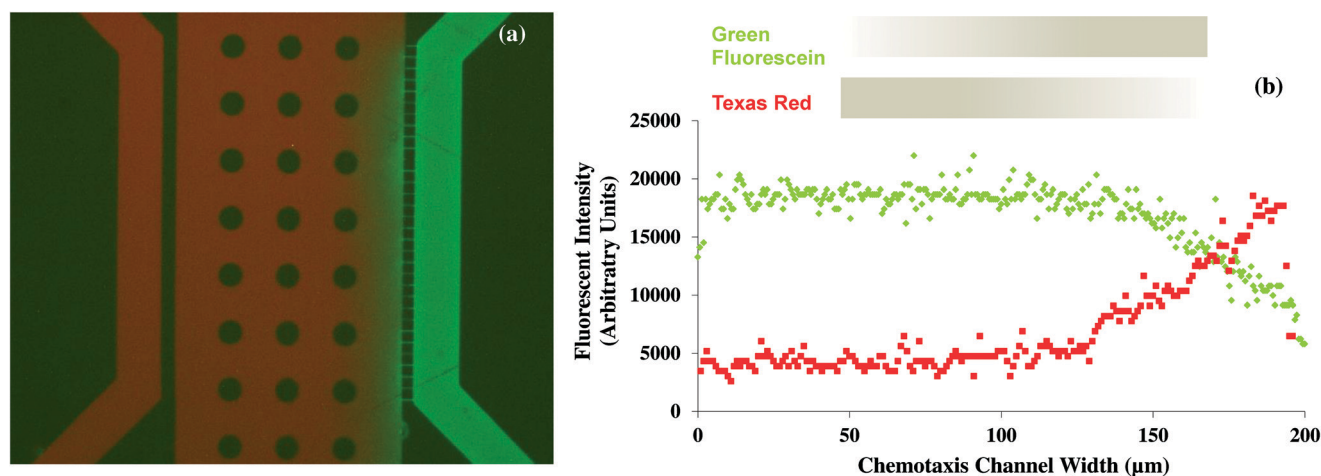 (a)
Green
Fluorescein
Texas Red
(b)
25000
20000
15000
10000
5000
0
Fluorescent Intensity
(Arbitratry Units)
0
50
100
150
200
Chemotaxis Channel Width (µm)